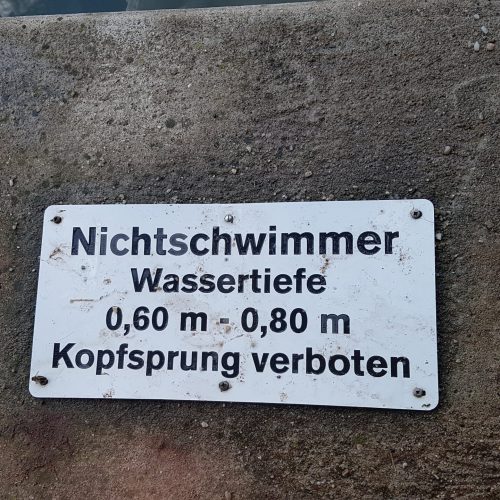 Nichtschwimmer
Wassertiefe
0,60 m - 0,80 m
Kopfsprung verboten